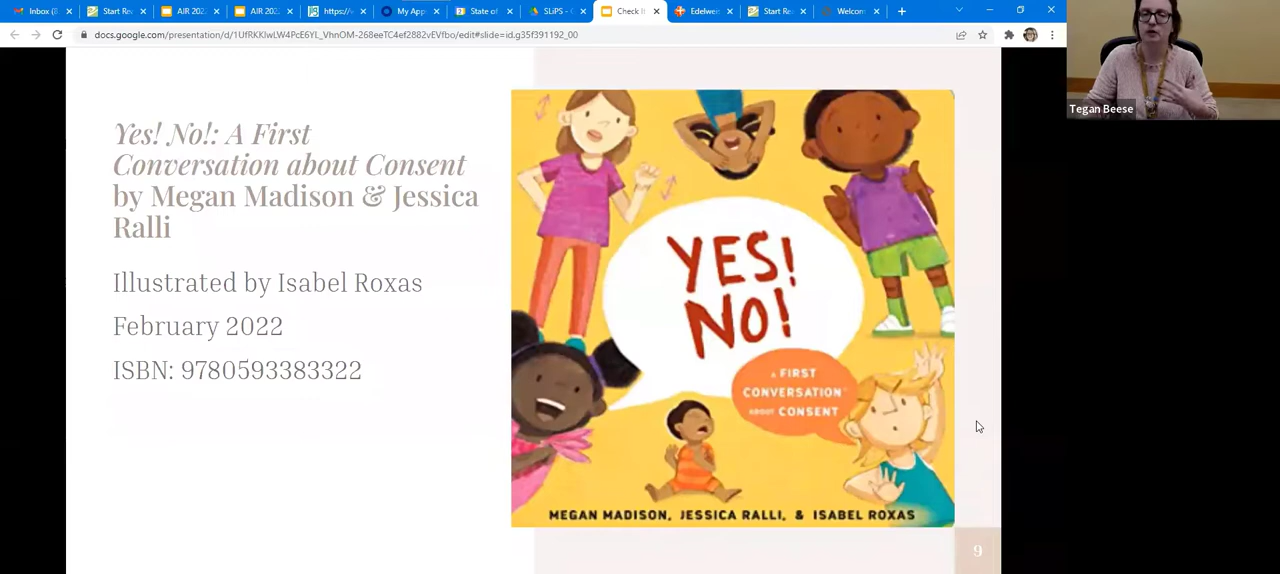 Inbox (
Start Re
AIR 202
AIR 202
https://
My App
State of
SLiPS - 
Check I
Edelwei
Start Re
Welcom
docs.google.com/presentation/d/1UfRKKIwLW4PcE6YL_VhnOM-268eeTC4ef2882vEVfbo/edit#slide=id.g35f391192_00
Tegan Beese
Yes! No!: A First
Conversation about Consent
by Megan Madison & Jessica
Ralli
Illustrated by Isabel Roxas
February 2022
ISBN: 9780593383322
YES!
NO!
A FIRST
CONVERSATION
ABOUT CONSENT
MEGAN MADISON, JESSICA RALLI, & ISABEL ROXAS
9